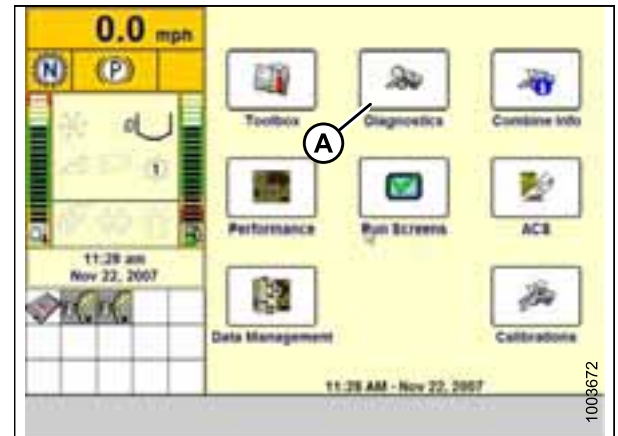 0.0 mph
N
P
1
11:28 am
Nov 22, 2007
Toolbox
Diagnostics
Combine Info
A
Performance
Run Screens
ACS
Data Management
Calibrations
11:28 AM - Nov 22, 2007
1003672